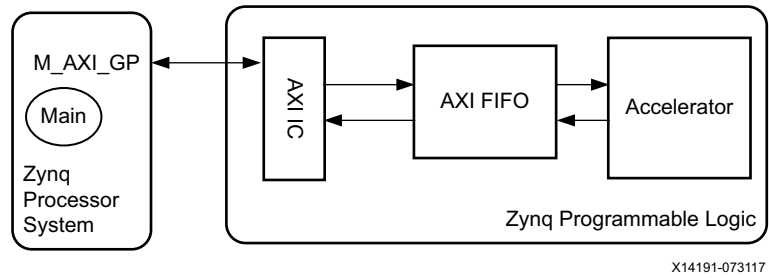 M_AXI_GP
Main
Zynq
Processor
System
AXI IC
AXI FIFO
Accelerator
Zynq Programmable Logic
X14191-073117